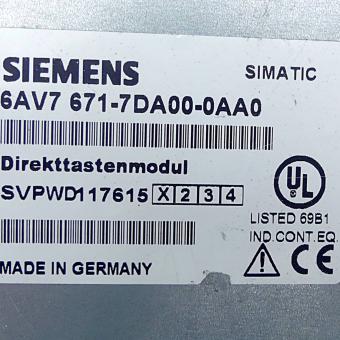 SIEMENS
SIMATIC
6AV7 671-7DA00-0AA0
Direkttastenmodul
SVPWD117615 X 2 3 4
UL
LISTED 69B1
IND.CONT.EQ.
MADE IN GERMANY
CE